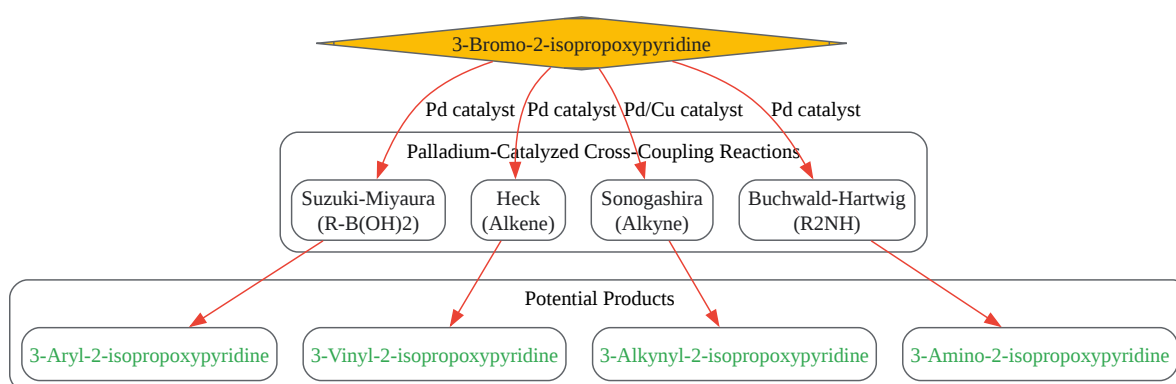 3-Bromo-2-isopropoxypyridine
Pd catalyst
Pd catalyst
Pd/Cu catalyst
Pd catalyst
Palladium-Catalyzed Cross-Coupling Reactions
Suzuki-Miyaura
(R-B(OH)2)
Heck
(Alkene)
Sonogashira
(Alkyne)
Buchwald-Hartwig
(R2NH)
Potential Products
3-Aryl-2-isopropoxypyridine
3-Vinyl-2-isopropoxypyridine
3-Alkynyl-2-isopropoxypyridine
3-Amino-2-isopropoxypyridine